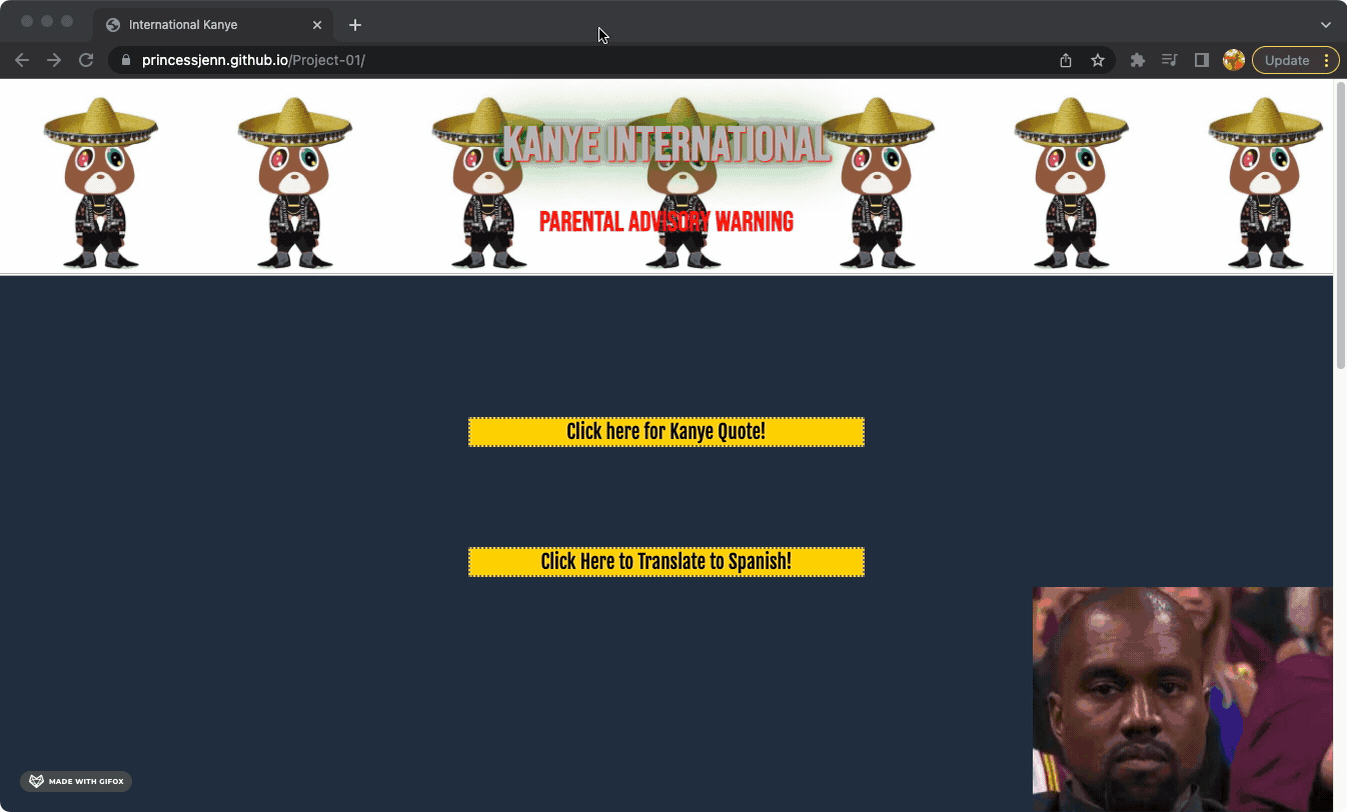 International Kanye
princessjenn.github.io/Project-01/
Update
KANYE INTERNATIONAL
PARENTAL ADVISORY WARNING
Click here for Kanye Quote!
Click Here to Translate to Spanish!
MADE WITH GIFOX